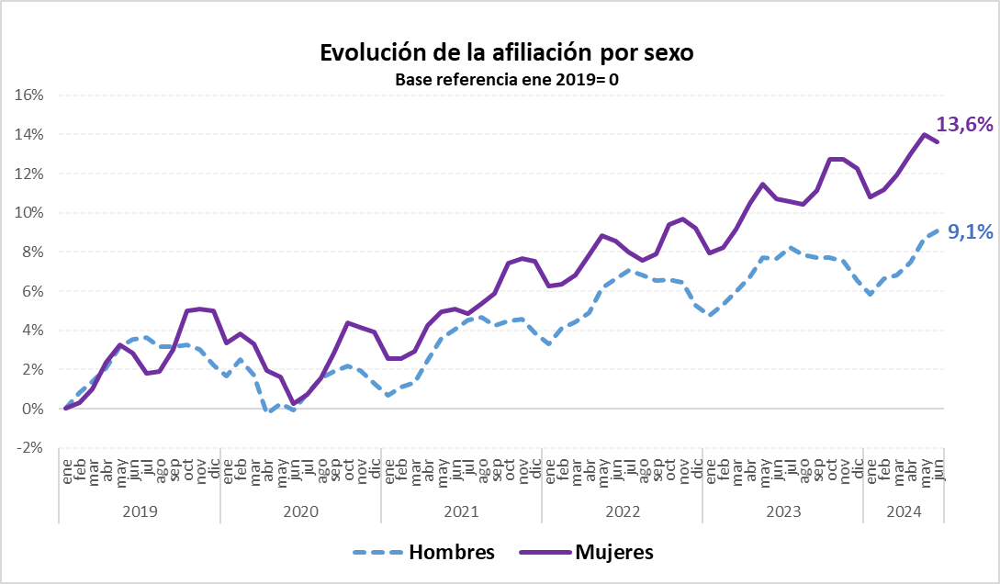 Evolución de la afiliación por sexo
Base referencia ene 2019= 0
16%
14%
12%
10%
8%
6%
4%
2%
0%
-2%
13,6%
9,1%
ene feb mar abr may jun jul ago sep oct nov dic ene feb mar abr may jun jul ago sep oct nov dic ene feb mar abr may jun jul ago sep oct nov dic ene feb mar abr may jun jul ago sep oct nov dic ene feb mar abr may jun jul ago sep oct nov dic ene feb mar abr may jun
2019 2020 2021 2022 2023 2024
Hombres Mujeres